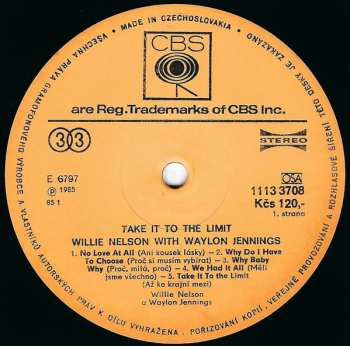 MADE IN CZECHOSLOVAKIA • VŠECHNA PRÁVA GRAMOFONOVÉHO VÝROBCE A VLASTNÍKŮ AUTORSKÝCH PRÁV K DÍLU VYHRAŽENA. POŘIZOVÁNÍ KOPIÍ, VEŘEJNÉ PROVOZOVÁNÍ A ROZHLASOVÉ ŠÍŘENÍ TÉTO DESKY JE ZAKÁZÁNO •
CBS
are Reg.Trademarks of CBS Inc.
33
STEREO
E 6797
OSA
℗ 1985
1113 3708
85 1
Kčs 120,-
1. strana
TAKE IT TO THE LIMIT
WILLIE NELSON WITH WAYLON JENNINGS
1. No Love At All (Ani kousek lásky) – 2. Why Do I Have
To Choose (Proč si musím vybírat) – 3. Why Baby
Why (Proč, milá, proč) – 4. We Had It All (Měli
jsme všechno) – 5. Take It To the Limit
(Až ko krajní mezi)
Willie Nelson
a Waylon Jennings